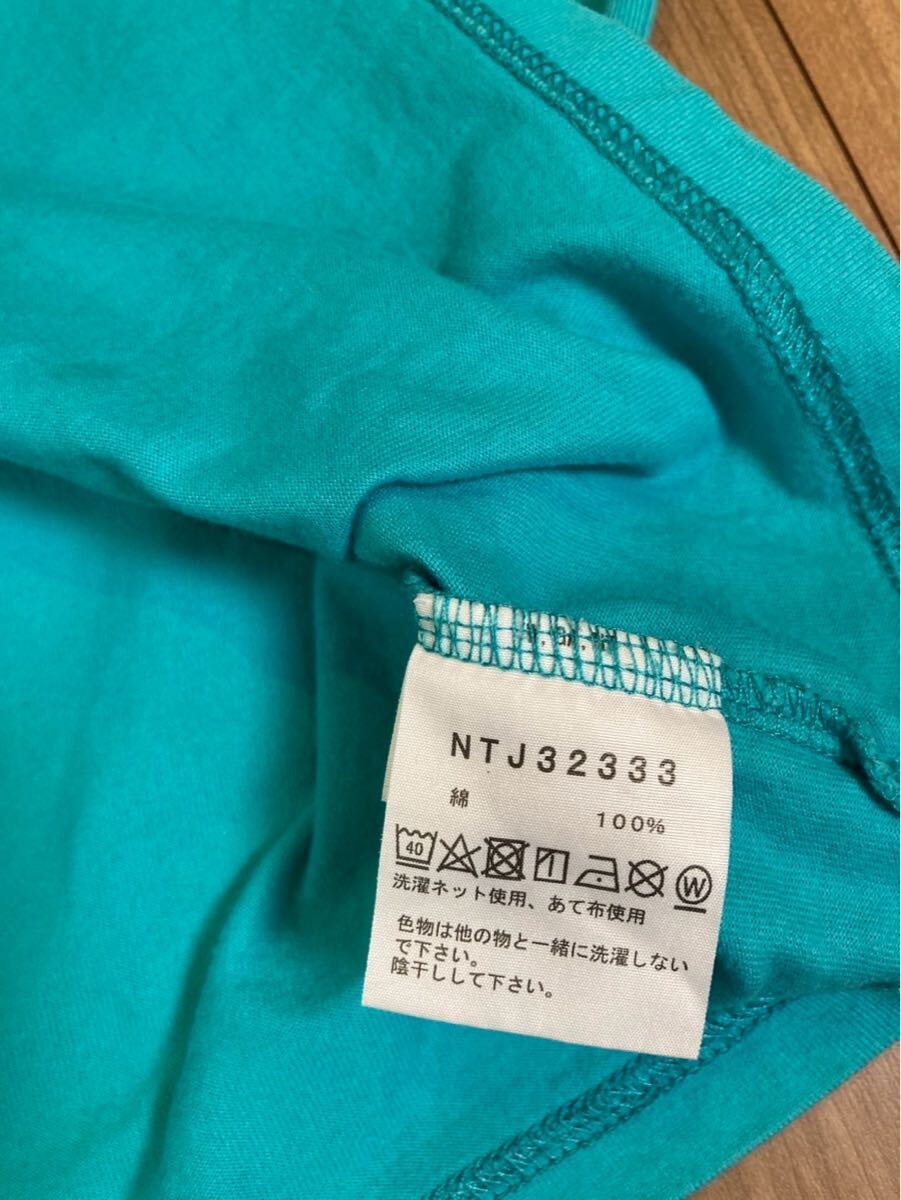 NTJ32333
綿 100%
40 W
洗濯ネット使用、あて布使用
色物は他の物と一緒に洗濯しない
で下さい。
陰干しして下さい。